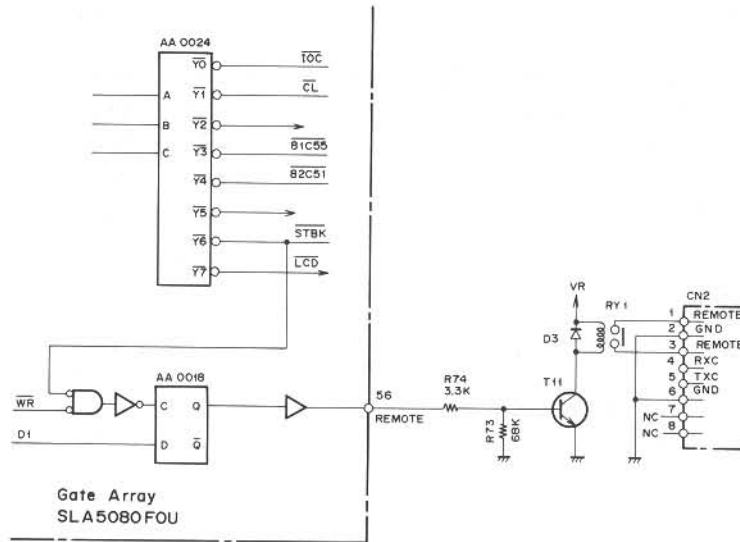 AA 0024
Y0 IOC
A Y1 CL
B Y2
C Y3 81C55
Y4 82C51
Y5
Y6 STBK
Y7 LCD
VR
RY1
CN2
D3
1 REMOTE
2 GND
3 REMOTE
4 RXC
5 TXC
6 GND
NC 7
NC 8
AA 0018
WR
C Q
D1
D Q
56
REMOTE
R74
3.3K
R73
68K
T11
Gate Array
SLA5080F0U